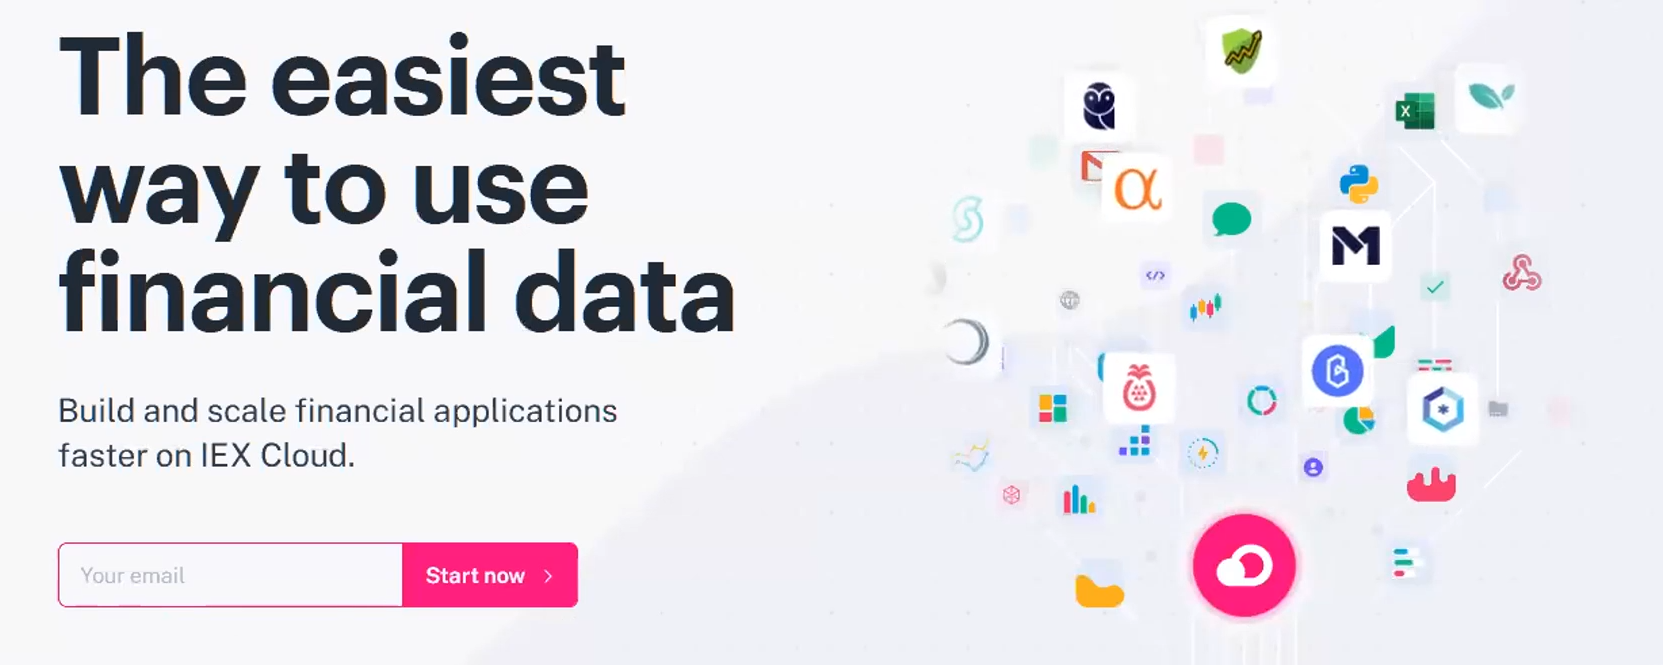 The easiest
way to use
financial data
Build and scale financial applications
faster on IEX Cloud.
Your email
Start now